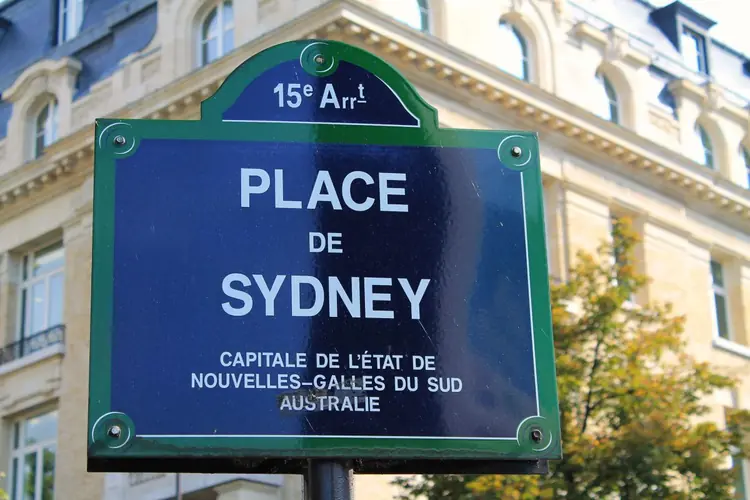 15e Arrt
PLACE
DE
SYDNEY
CAPITALE DE L'ÉTAT DE
NOUVELLES-GALLES DU SUD
AUSTRALIE